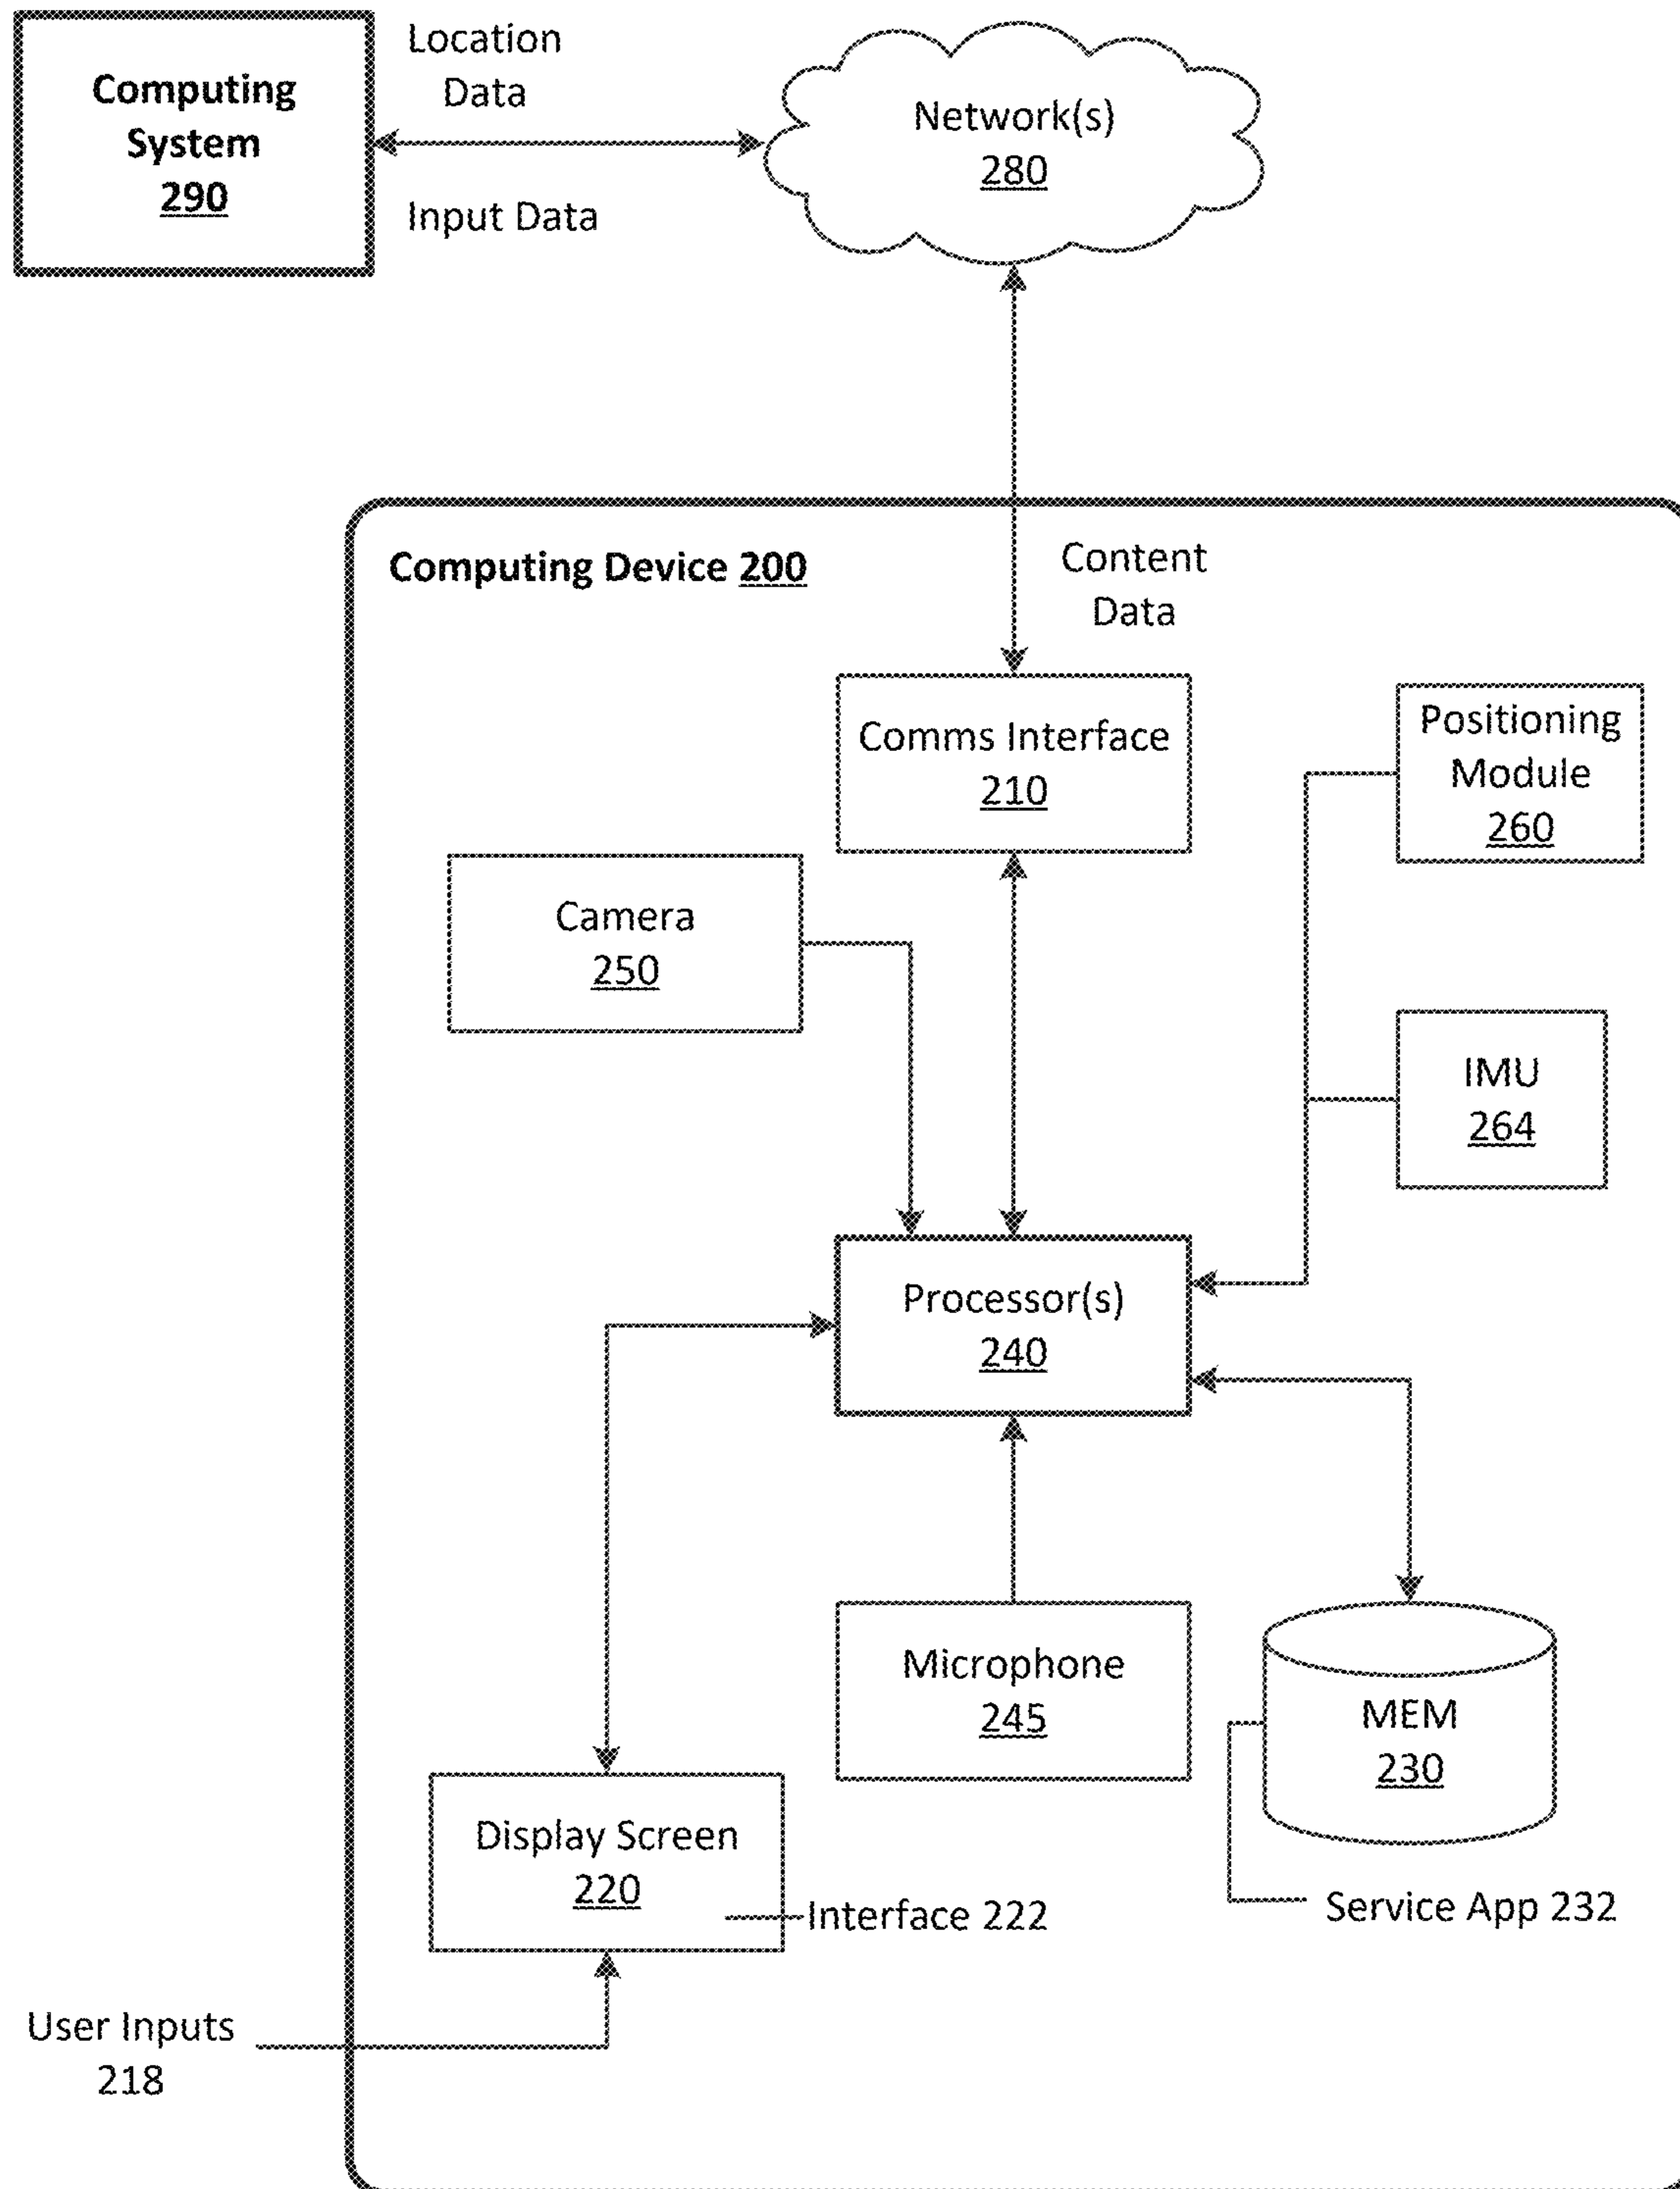 Computing
System
290
Location
Data
Input Data
Network(s)
280
Computing Device 200
Content
Data
Comms Interface
210
Positioning
Module
260
Camera
250
IMU
264
Processor(s)
240
Microphone
245
MEM
230
Display Screen
220
Interface 222
Service App 232
User Inputs
218